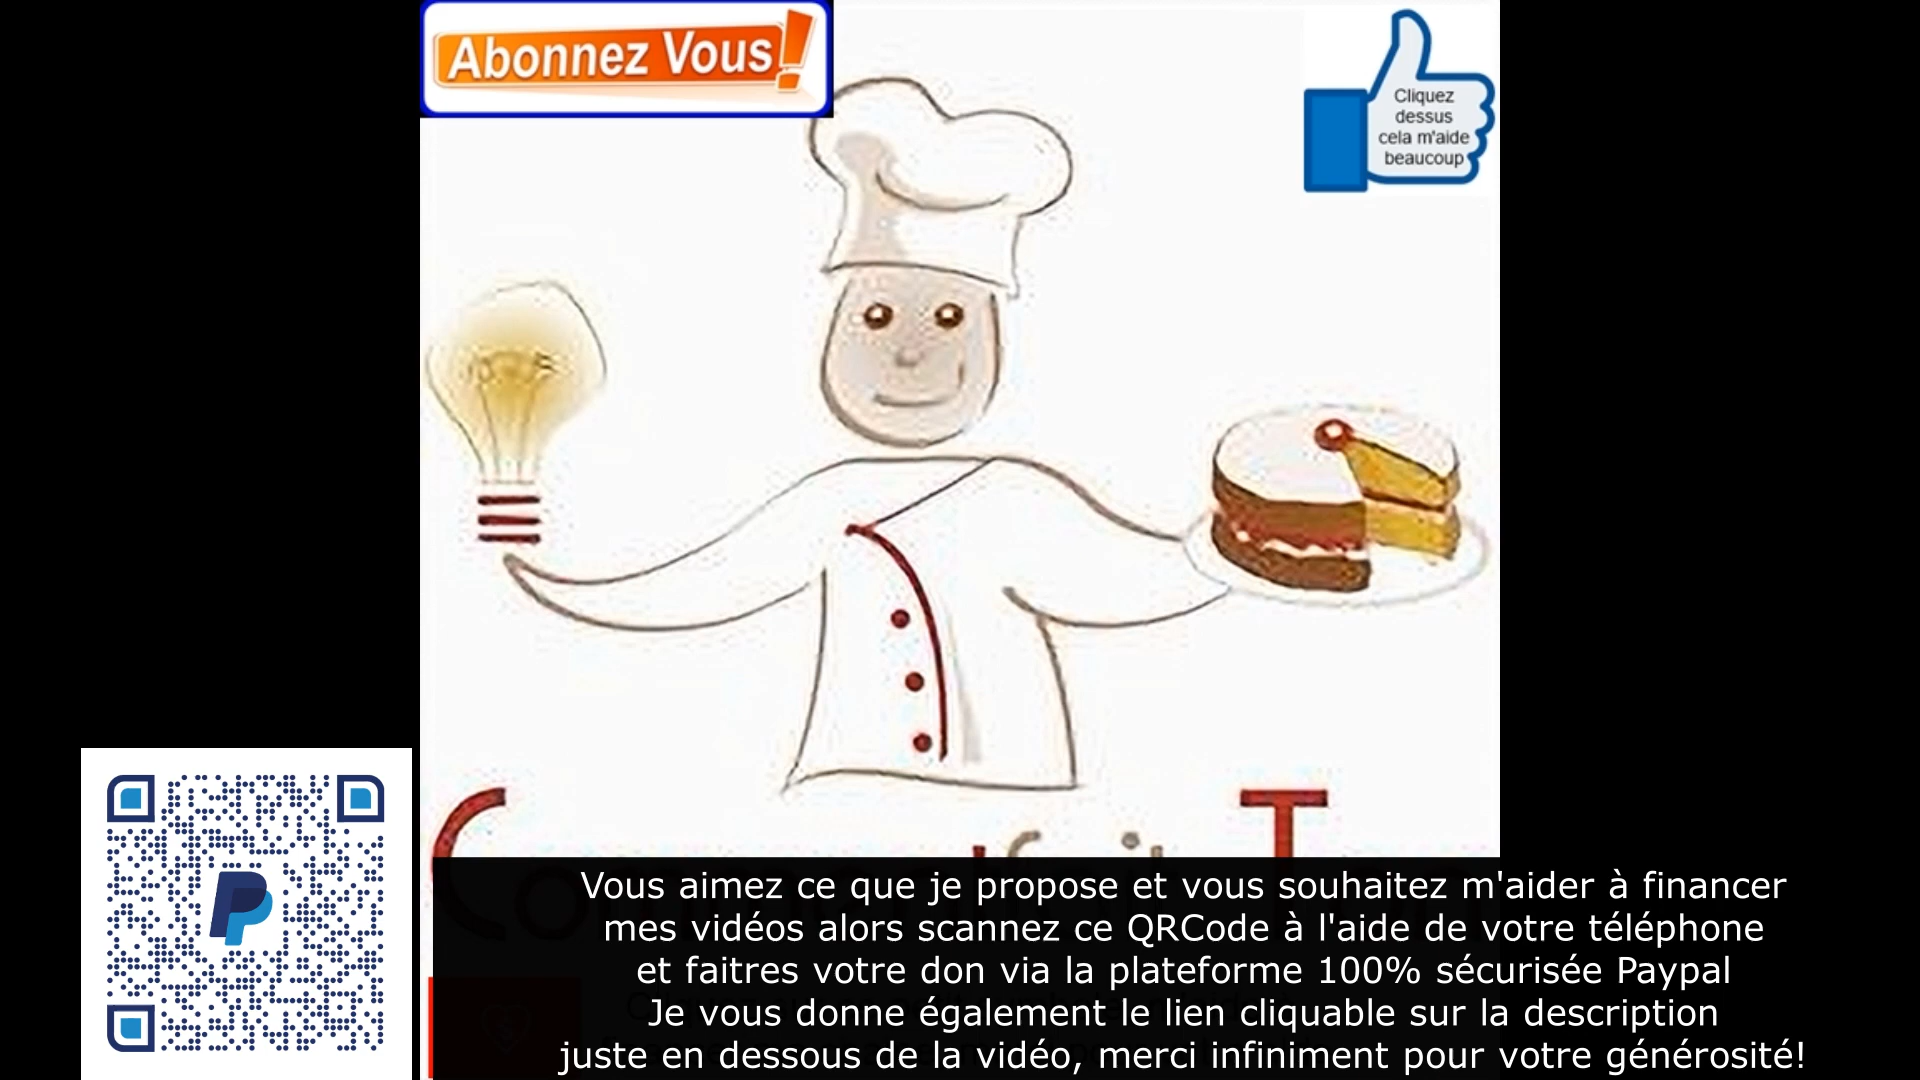 Abonnez Vous!
Cliquez
dessus
cela m'aide
beaucoup
Vous aimez ce que je propose et vous souhaitez m'aider à financer
mes vidéos alors scannez ce QRCode à l'aide de votre téléphone
et faitres votre don via la plateforme 100% sécurisée Paypal
Je vous donne également le lien cliquable sur la description
juste en dessous de la vidéo, merci infiniment pour votre générosité!